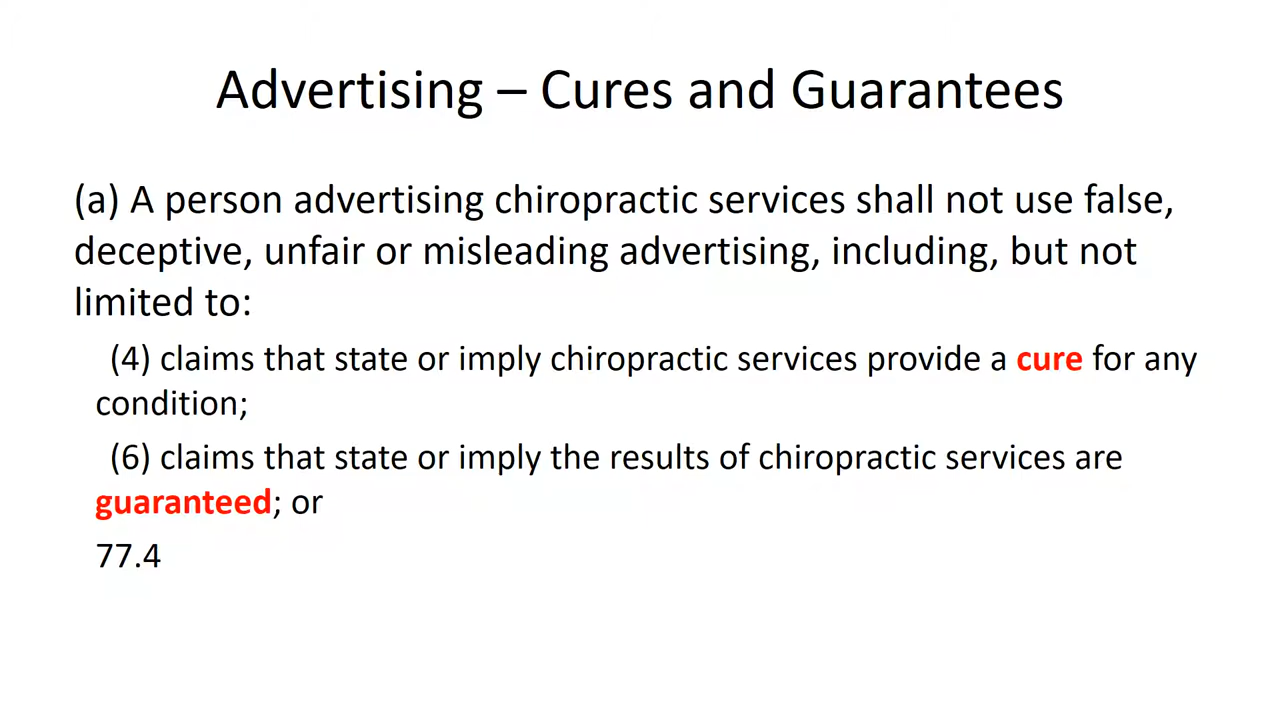 Advertising – Cures and Guarantees
(a) A person advertising chiropractic services shall not use false,
deceptive, unfair or misleading advertising, including, but not
limited to:
(4) claims that state or imply chiropractic services provide a cure for any
condition;
(6) claims that state or imply the results of chiropractic services are
guaranteed; or
77.4